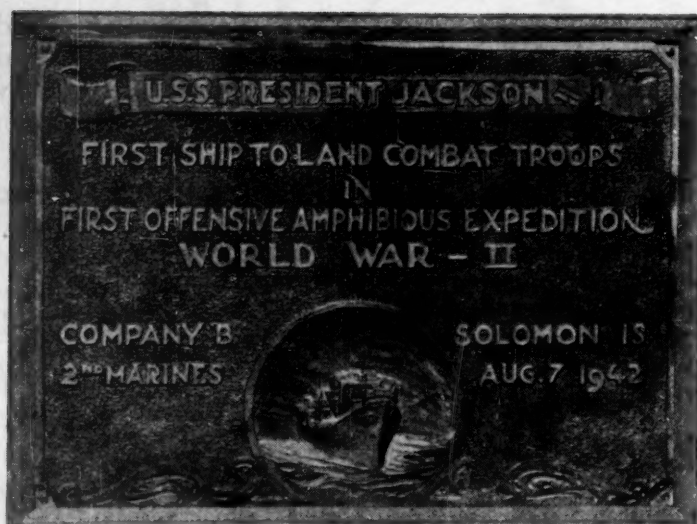 U.S.S. PRESIDENT JACKSON
FIRST SHIP TO LAND COMBAT TROOPS
IN
FIRST OFFENSIVE AMPHIBIOUS EXPEDITION
WORLD WAR - II
COMPANY B
2ND MARINES
SOLOMON IS
AUG. 7 1942